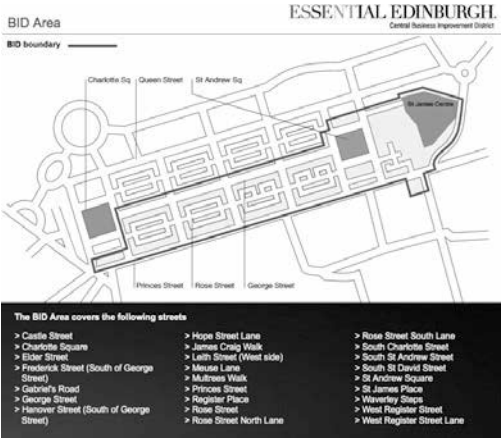 ESSENTIAL EDINBURGH.
Central Business Improvement District
BID Area
BID boundary
Charlotte Sq
Queen Street
St Andrew Sq
St James Centre
Princes Street
Rose Street
George Street
The BID Area covers the following streets
> Castle Street
> Charlotte Square
> Elder Street
> Frederick Street (South of George
Street)
> Gabriel's Road
> George Street
> Hanover Street (South of George
Street)
> Hope Street Lane
> James Craig Walk
> Leith Street (West side)
> Meuse Lane
> Multrees Walk
> Princes Street
> Register Place
> Rose Street
> Rose Street North Lane
> Rose Street South Lane
> South Charlotte Street
> South St Andrew Street
> South St David Street
> St Andrew Square
> St James Place
> Waverley Steps
> West Register Street
> West Register Street Lane